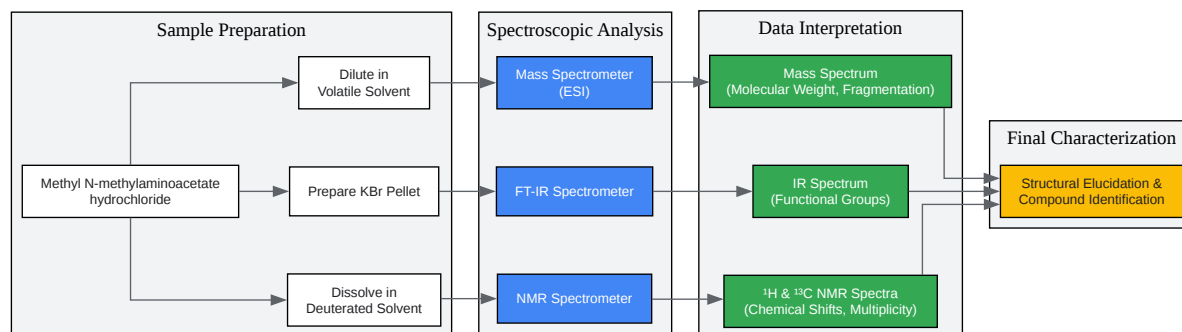 Sample Preparation
Spectroscopic Analysis
Data Interpretation
Final Characterization
Dilute in
Volatile Solvent
Mass Spectrometer
(ESI)
Mass Spectrum
(Molecular Weight, Fragmentation)
Methyl N-methylaminoacetate
hydrochloride
Prepare KBr Pellet
FT-IR Spectrometer
IR Spectrum
(Functional Groups)
Structural Elucidation &
Compound Identification
Dissolve in
Deuterated Solvent
NMR Spectrometer
¹H & ¹³C NMR Spectra
(Chemical Shifts, Multiplicity)